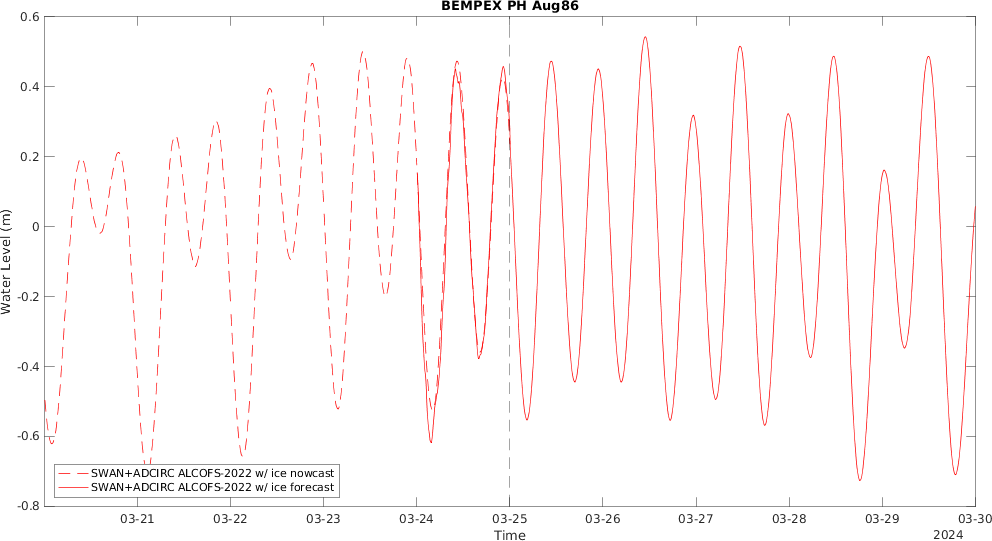 BEMPEX PH Aug86
0.6
0.4
0.2
0
-0.2
-0.4
-0.6
-0.8
Water Level (m)
SWAN+ADCIRC ALCOFS-2022 w/ ice nowcast
SWAN+ADCIRC ALCOFS-2022 w/ ice forecast
03-21 03-22 03-23 03-24 03-25 03-26 03-27 03-28 03-29 03-30
Time
2024